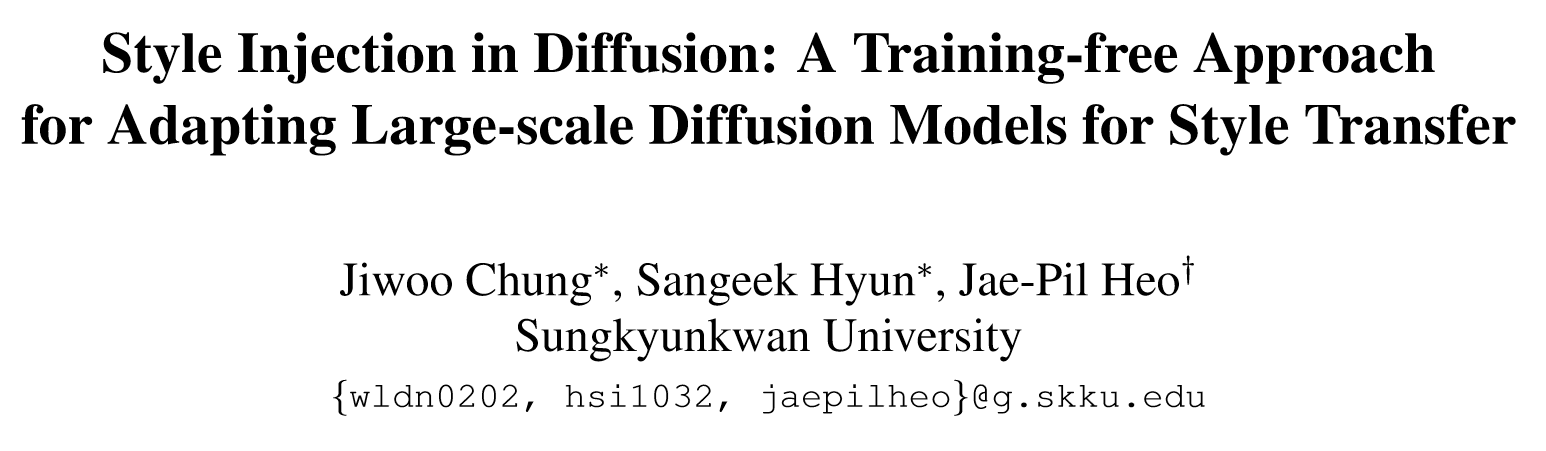 Style Injection in Diffusion: A Training-free Approach
for Adapting Large-scale Diffusion Models for Style Transfer
Jiwoo Chung*, Sangeek Hyun*, Jae-Pil Heo†
Sungkyunkwan University
{wldn0202, hsi1032, jaepilheo}@g.skku.edu